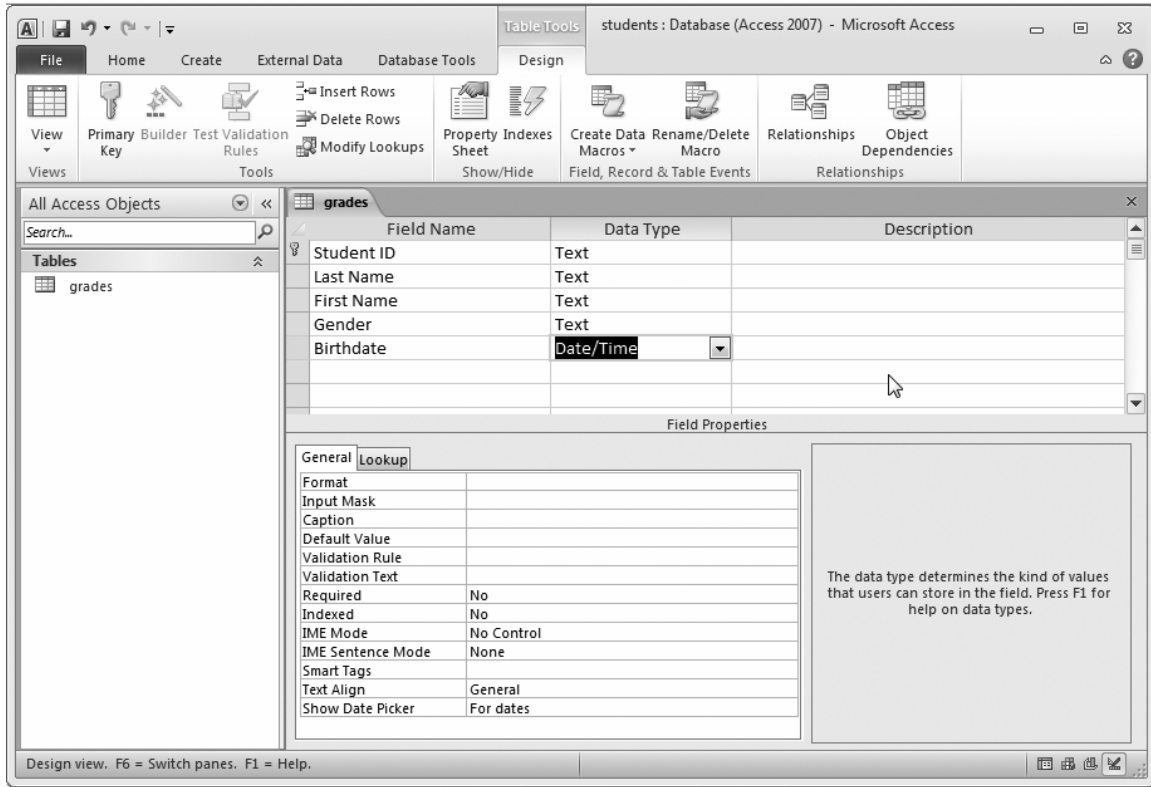 Table Tools
students : Database (Access 2007) - Microsoft Access
File Home Create External Data Database Tools Design
View
Views
Primary Key
Builder
Test Validation Rules
Insert Rows
Delete Rows
Modify Lookups
Tools
Property Sheet
Indexes
Show/Hide
Create Data Macros
Rename/Delete Macro
Field, Record & Table Events
Relationships
Object Dependencies
Relationships
All Access Objects
Search...
Tables
grades
grades
Field Name Data Type Description
Student ID Text
Last Name Text
First Name Text
Gender Text
Birthdate Date/Time
Field Properties
General Lookup
Format
Input Mask
Caption
Default Value
Validation Rule
Validation Text
Required No
Indexed No
IME Mode No Control
IME Sentence Mode None
Smart Tags
Text Align General
Show Date Picker For dates
The data type determines the kind of values
that users can store in the field. Press F1 for
help on data types.
Design view. F6 = Switch panes. F1 = Help.